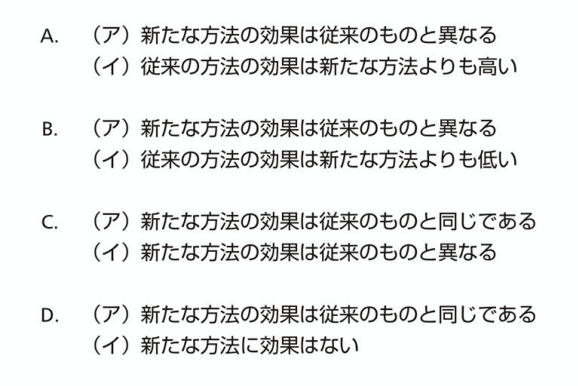 A. （ア）新たな方法の効果は従来のものと異なる
（イ）従来の方法の効果は新たな方法よりも高い
B. （ア）新たな方法の効果は従来のものと異なる
（イ）従来の方法の効果は新たな方法よりも低い
C. （ア）新たな方法の効果は従来のものと同じである
（イ）新たな方法の効果は従来のものと異なる
D. （ア）新たな方法の効果は従来のものと同じである
（イ）新たな方法に効果はない